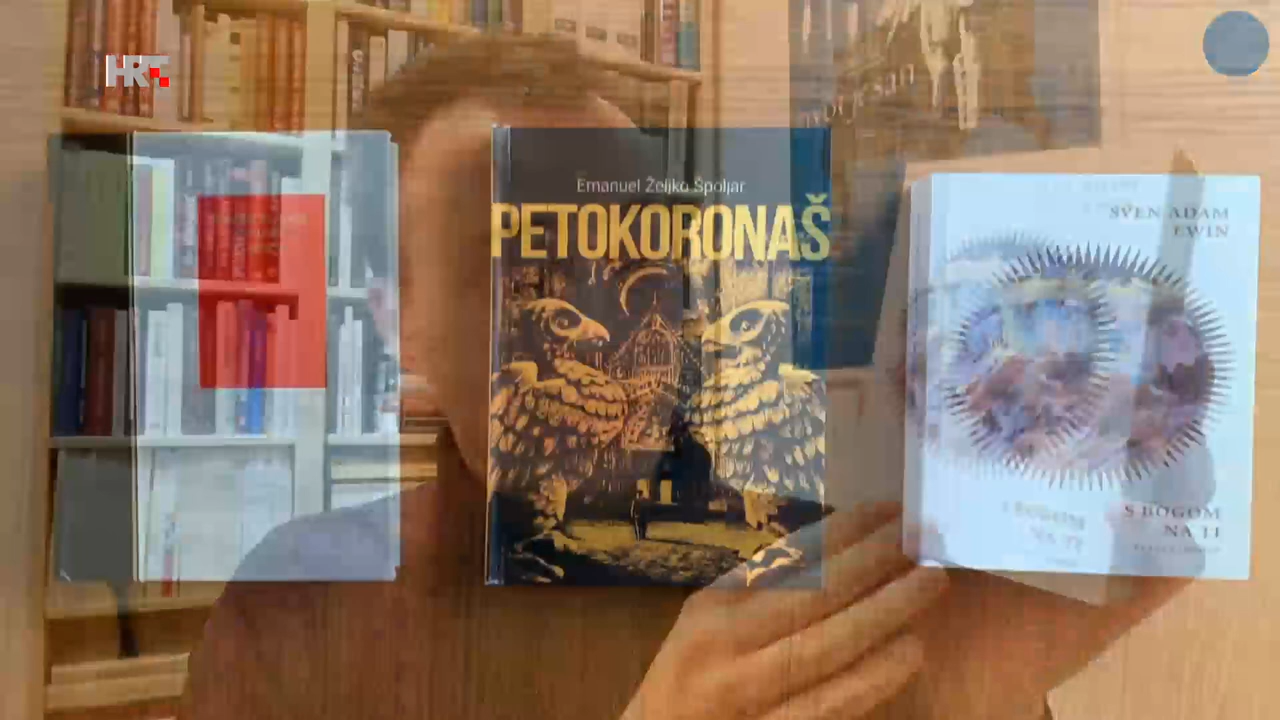 HRT
Emanuel Željko Špoljar
PETOKORONAŠ
SVEN ADAM
EWIN
S BOGOM
NA TI